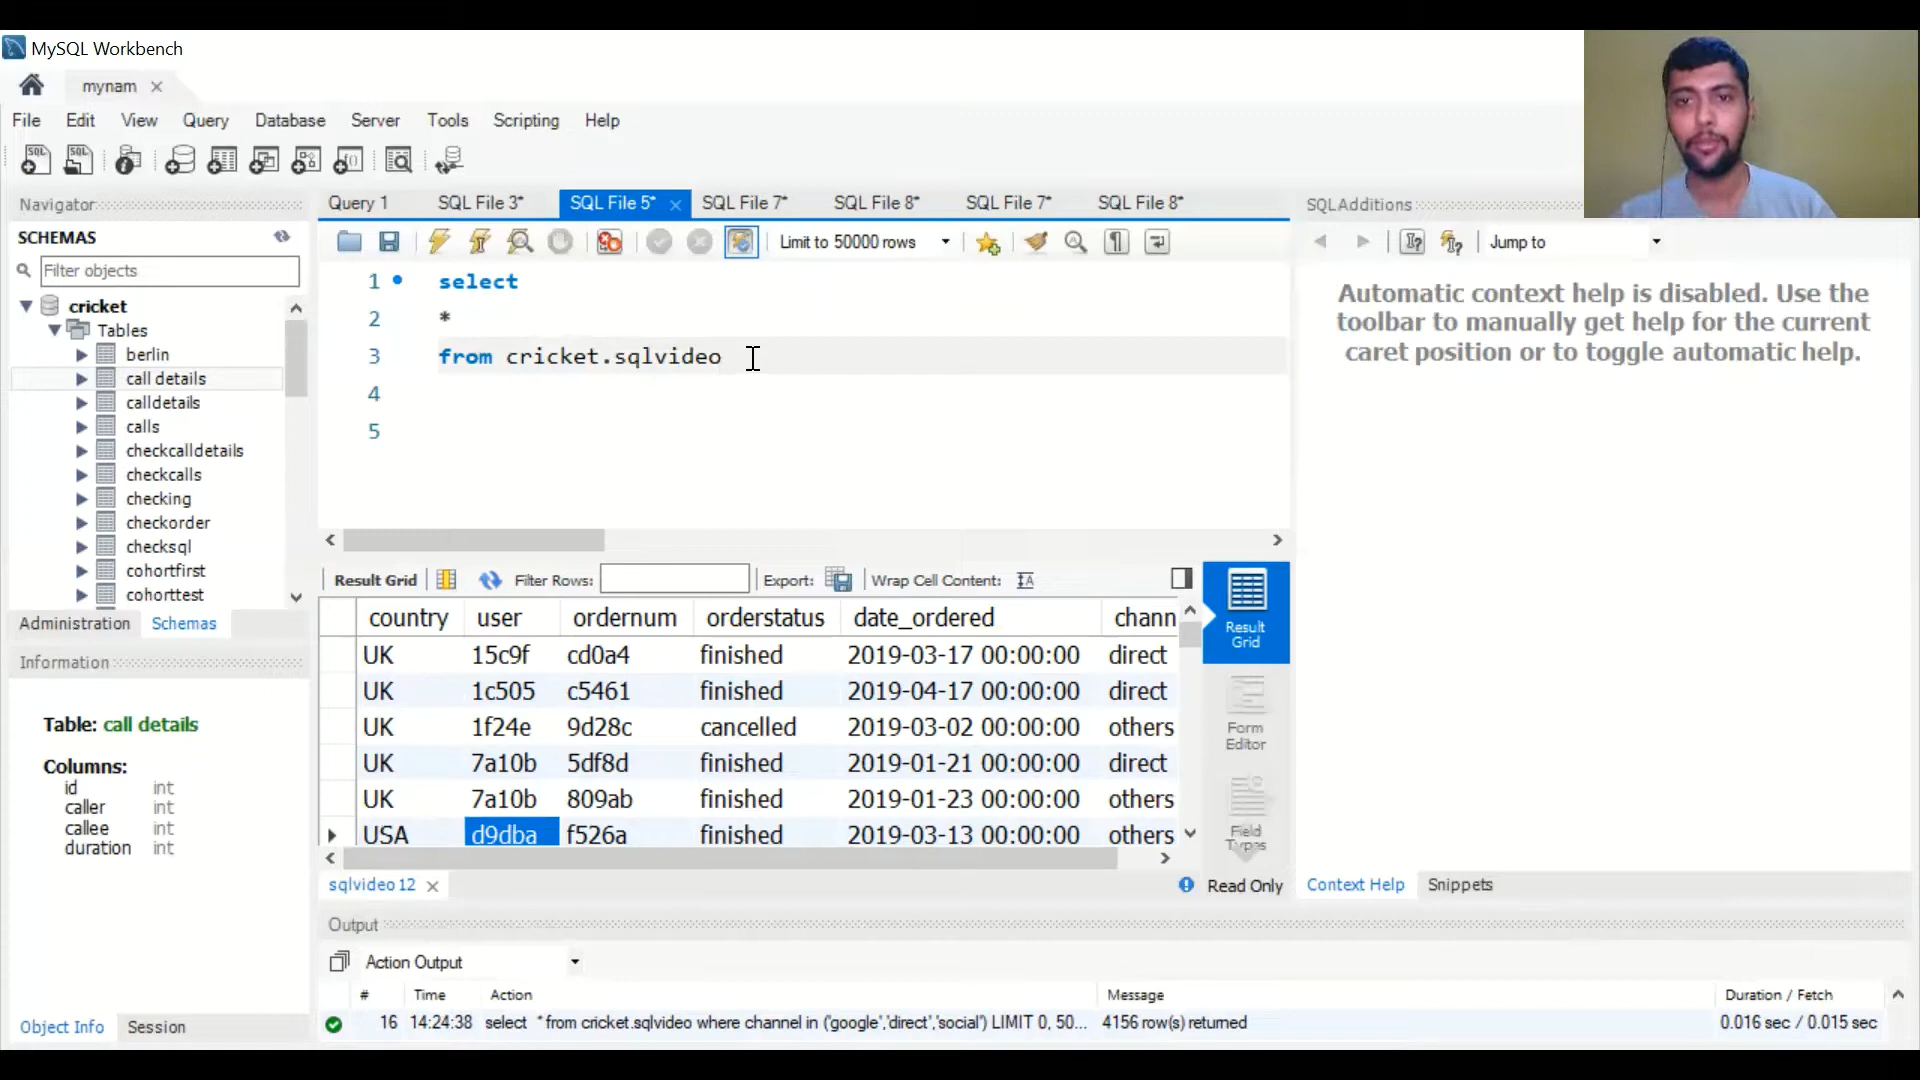 MySQL Workbench
mynam
File Edit View Query Database Server Tools Scripting Help
Navigator
SCHEMAS
Filter objects
cricket
Tables
berlin
call details
calldetails
calls
checkcalldetails
checkcalls
checking
checkorder
checksql
cohortfirst
cohorttest
Administration Schemas
Information
Table: call details
Columns:
id int
caller int
callee int
duration int
Object Info Session
Query 1 SQL File 3* SQL File 5* SQL File 7* SQL File 8* SQL File 7* SQL File 8*
Limit to 50000 rows
1 select
2 *
3 from cricket.sqlvideo
4
5
Result Grid Filter Rows: Export: Wrap Cell Content:
country user ordernum orderstatus date_ordered chann
UK 15c9f cd0a4 finished 2019-03-17 00:00:00 direct
UK 1c505 c5461 finished 2019-04-17 00:00:00 direct
UK 1f24e 9d28c cancelled 2019-03-02 00:00:00 others
UK 7a10b 5df8d finished 2019-01-21 00:00:00 direct
UK 7a10b 809ab finished 2019-01-23 00:00:00 others
USA d9dba f526a finished 2019-03-13 00:00:00 others
Result
Grid
Form
Editor
Field
Types
sqlvideo 12 Read Only
SQLAdditions
Jump to
Automatic context help is disabled. Use the
toolbar to manually get help for the current
caret position or to toggle automatic help.
Context Help Snippets
Output
Action Output
# Time Action Message Duration / Fetch
16 14:24:38 select * from cricket.sqlvideo where channel in ('google','direct','social') LIMIT 0, 50... 4156 row(s) returned 0.016 sec / 0.015 sec